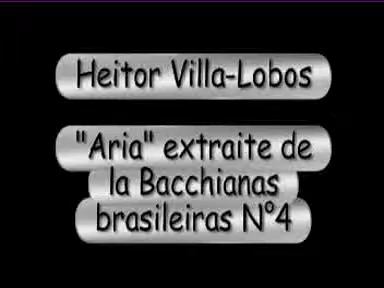 Heitor Villa-Lobos
"Aria" extraite de
la Bacchianas
brasileiras N°4